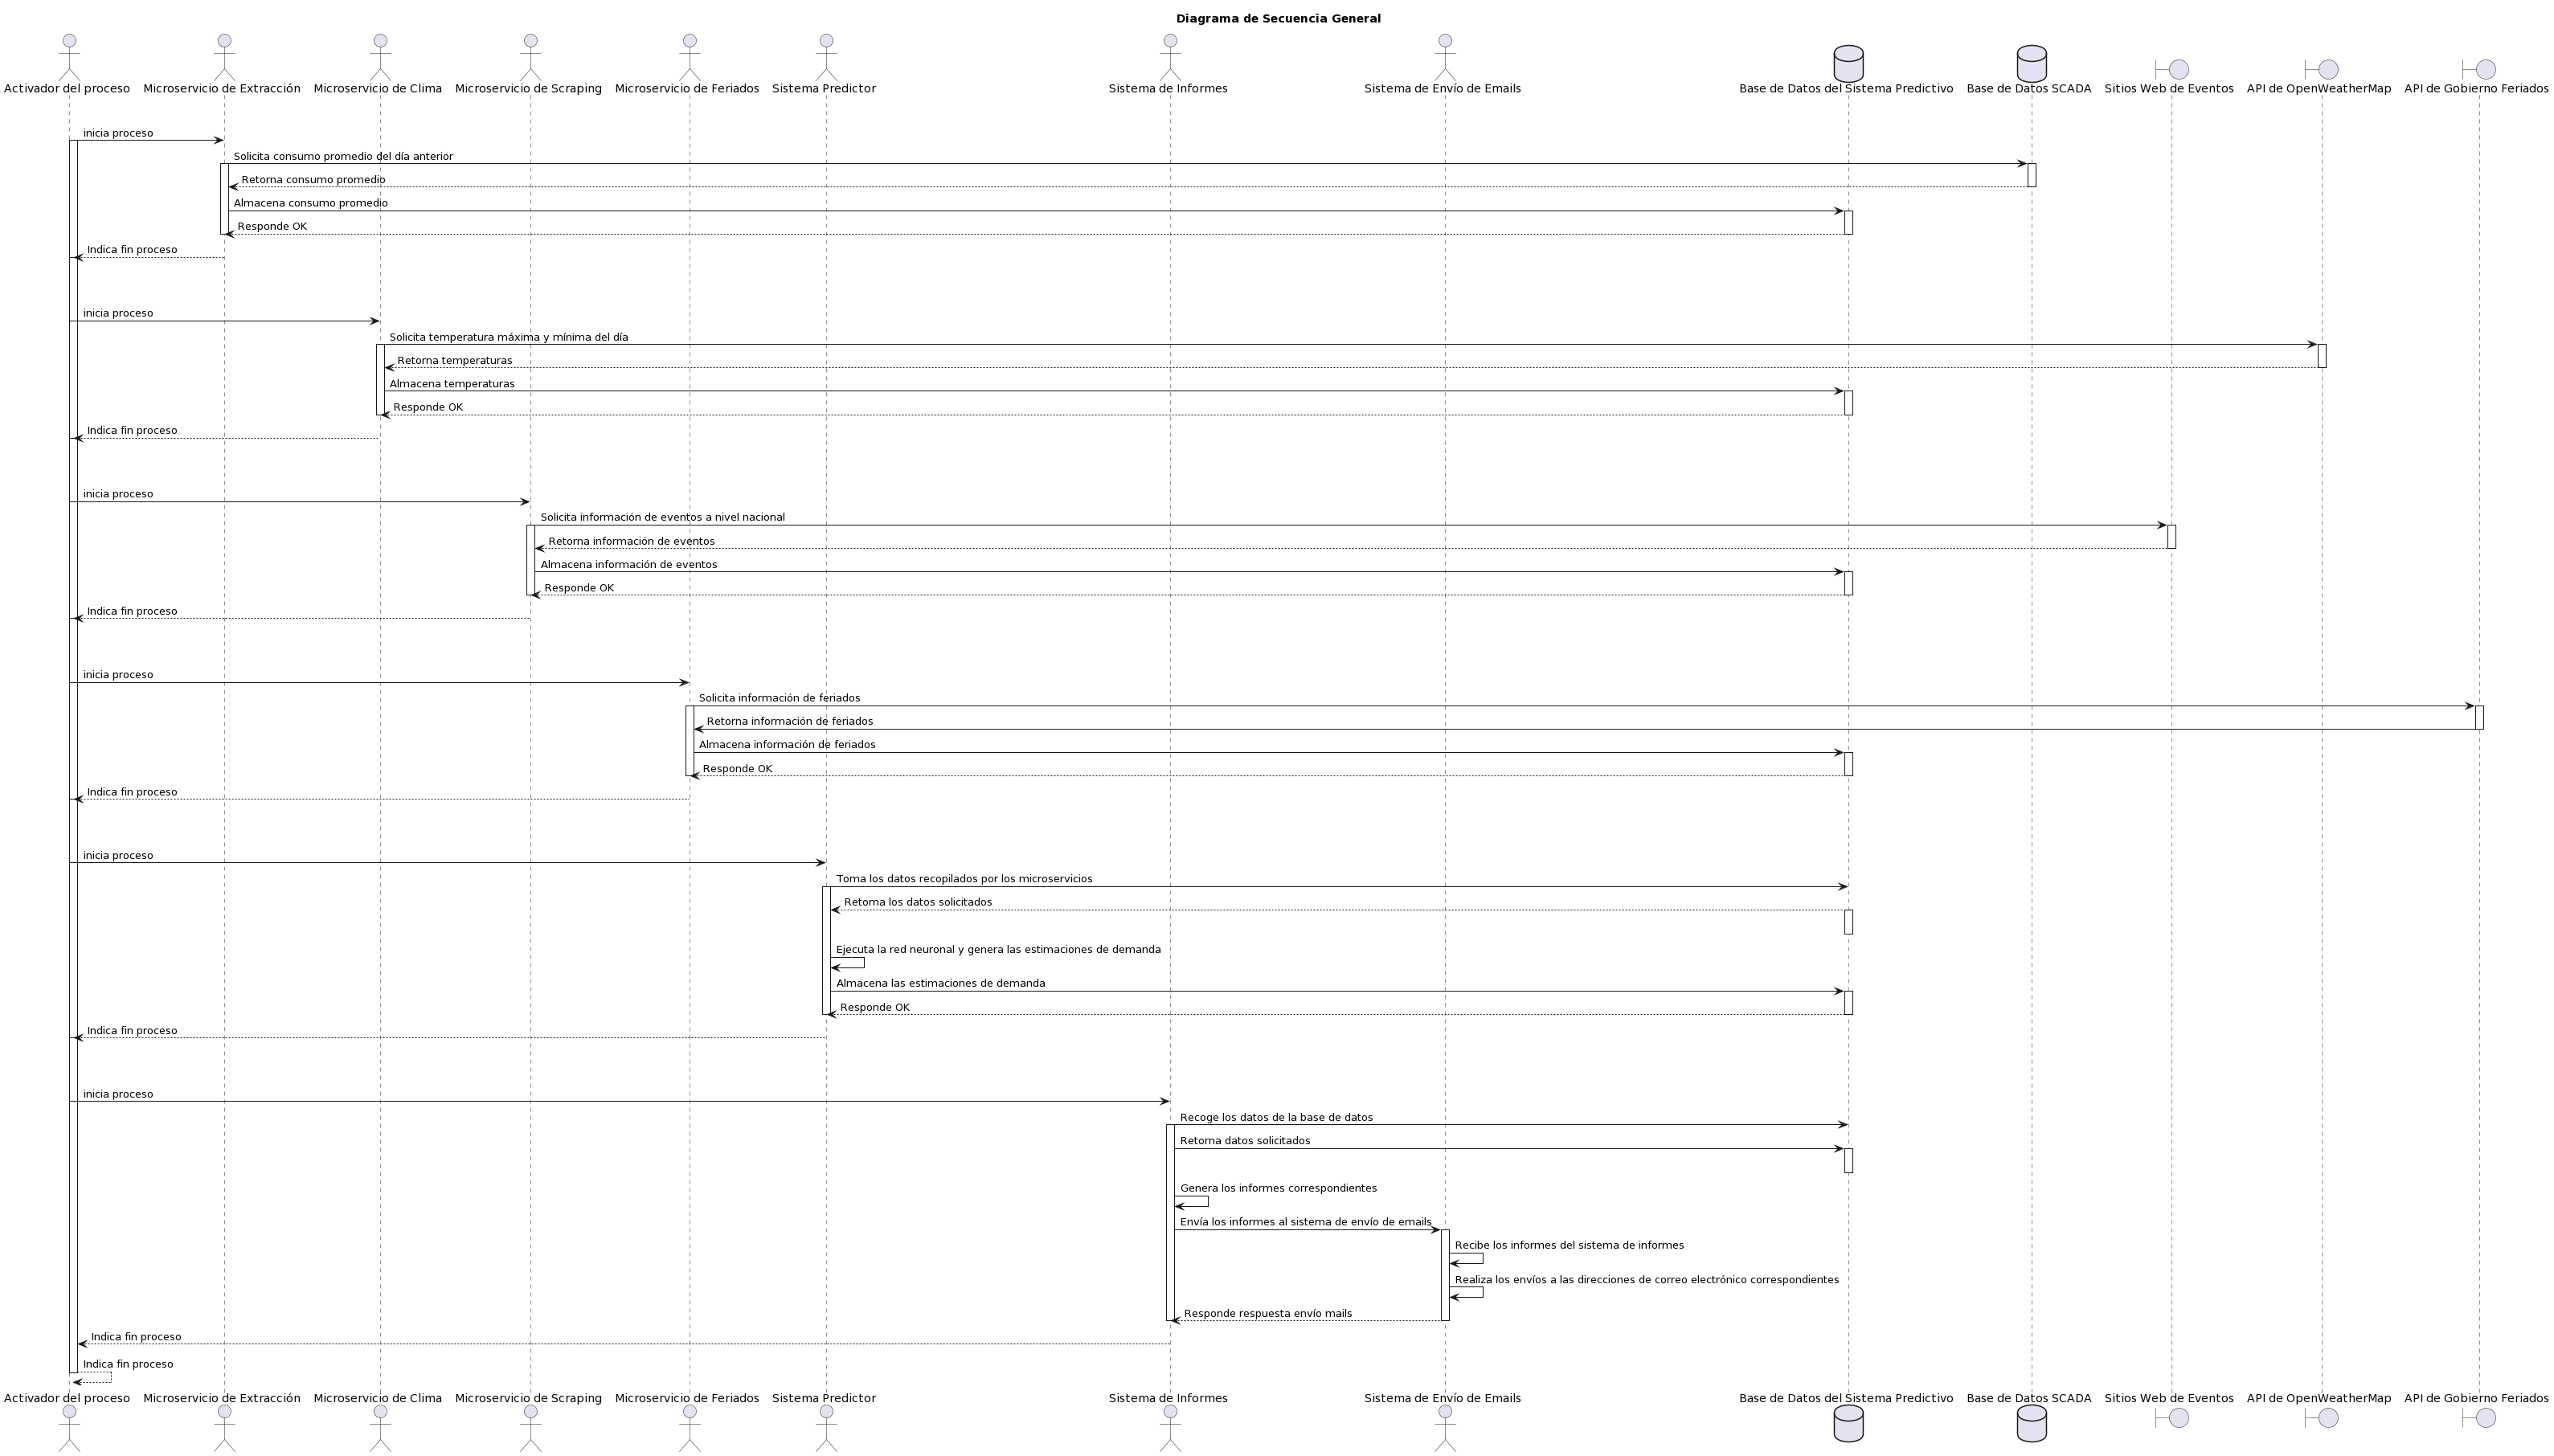 Diagrama de Secuencia General
Activador del proceso
Microservicio de Extracción
Microservicio de Clima
Microservicio de Scraping
Microservicio de Feriados
Sistema Predictor
Sistema de Informes
Sistema de Envío de Emails
Base de Datos del Sistema Predictivo
Base de Datos SCADA
Sitios Web de Eventos
API de OpenWeatherMap
API de Gobierno Feriados
inicia proceso
Solicita consumo promedio del día anterior
Retorna consumo promedio
Almacena consumo promedio
Responde OK
Indica fin proceso
inicia proceso
Solicita temperatura máxima y mínima del día
Retorna temperaturas
Almacena temperaturas
Responde OK
Indica fin proceso
inicia proceso
Solicita información de eventos a nivel nacional
Retorna información de eventos
Almacena información de eventos
Responde OK
Indica fin proceso
inicia proceso
Solicita información de feriados
Retorna información de feriados
Almacena información de feriados
Responde OK
Indica fin proceso
inicia proceso
Toma los datos recopilados por los microservicios
Retorna los datos solicitados
Ejecuta la red neuronal y genera las estimaciones de demanda
Almacena las estimaciones de demanda
Responde OK
Indica fin proceso
inicia proceso
Recoge los datos de la base de datos
Retorna datos solicitados
Genera los informes correspondientes
Envía los informes al sistema de envío de emails
Recibe los informes del sistema de informes
Realiza los envíos a las direcciones de correo electrónico correspondientes
Responde respuesta envío mails
Indica fin proceso
Indica fin proceso
Activador del proceso
Microservicio de Extracción
Microservicio de Clima
Microservicio de Scraping
Microservicio de Feriados
Sistema Predictor
Sistema de Informes
Sistema de Envío de Emails
Base de Datos del Sistema Predictivo
Base de Datos SCADA
Sitios Web de Eventos
API de OpenWeatherMap
API de Gobierno Feriados